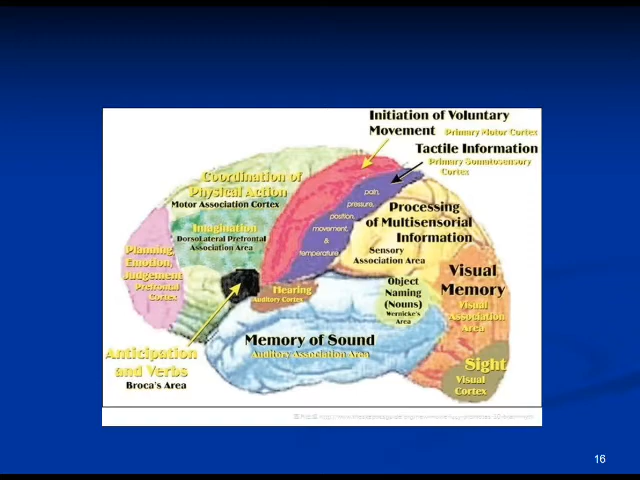 Initiation of Voluntary
Movement Primary Motor Cortex
Tactile Information
Primary Somatosensory
Cortex
Coordination of
Physical Action
Motor Association Cortex
pain,
pressure,
position,
movement,
&
temperature
Processing
of Multisensorial
Information
Sensory
Association Area
Imagination
Dorsolateral Prefrontal
Association Area
Planning,
Emotion,
Judgement
Prefrontal
Cortex
Hearing
Auditory Cortex
Object
Naming
(Nouns)
Wernicke's
Area
Visual
Memory
Visual
Association
Area
Memory of Sound
Auditory Association Area
Anticipation
and Verbs
Broca's Area
Sight
Visual
Cortex
16